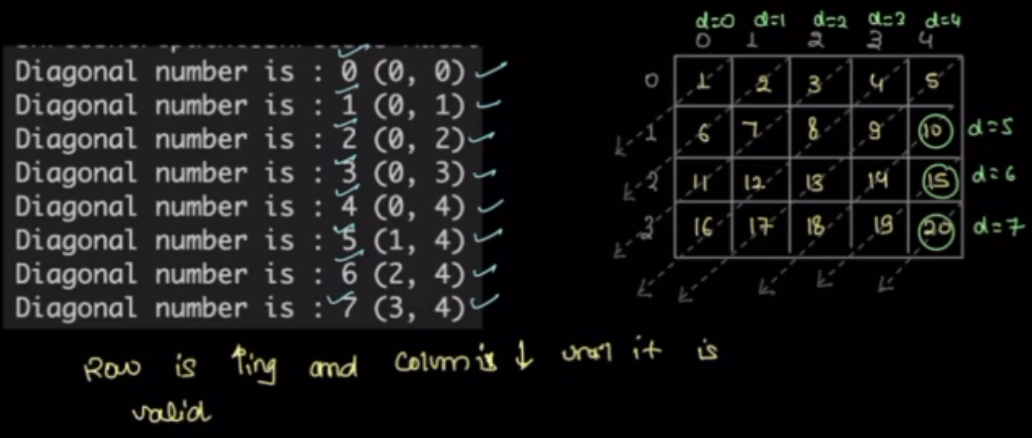 Diagonal number is : 0 (0, 0)
Diagonal number is : 1 (0, 1)
Diagonal number is : 2 (0, 2)
Diagonal number is : 3 (0, 3)
Diagonal number is : 4 (0, 4)
Diagonal number is : 5 (1, 4)
Diagonal number is : 6 (2, 4)
Diagonal number is : 7 (3, 4)
d=0 d=1 d=2 d=3 d=4
0 1 2 3 4
0 1 2 3 4 5
1 6 7 8 9 10 d=5
2 11 12 13 14 15 d=6
3 16 17 18 19 20 d=7
Row is ↑ing and Colum is ↓ it is
valid